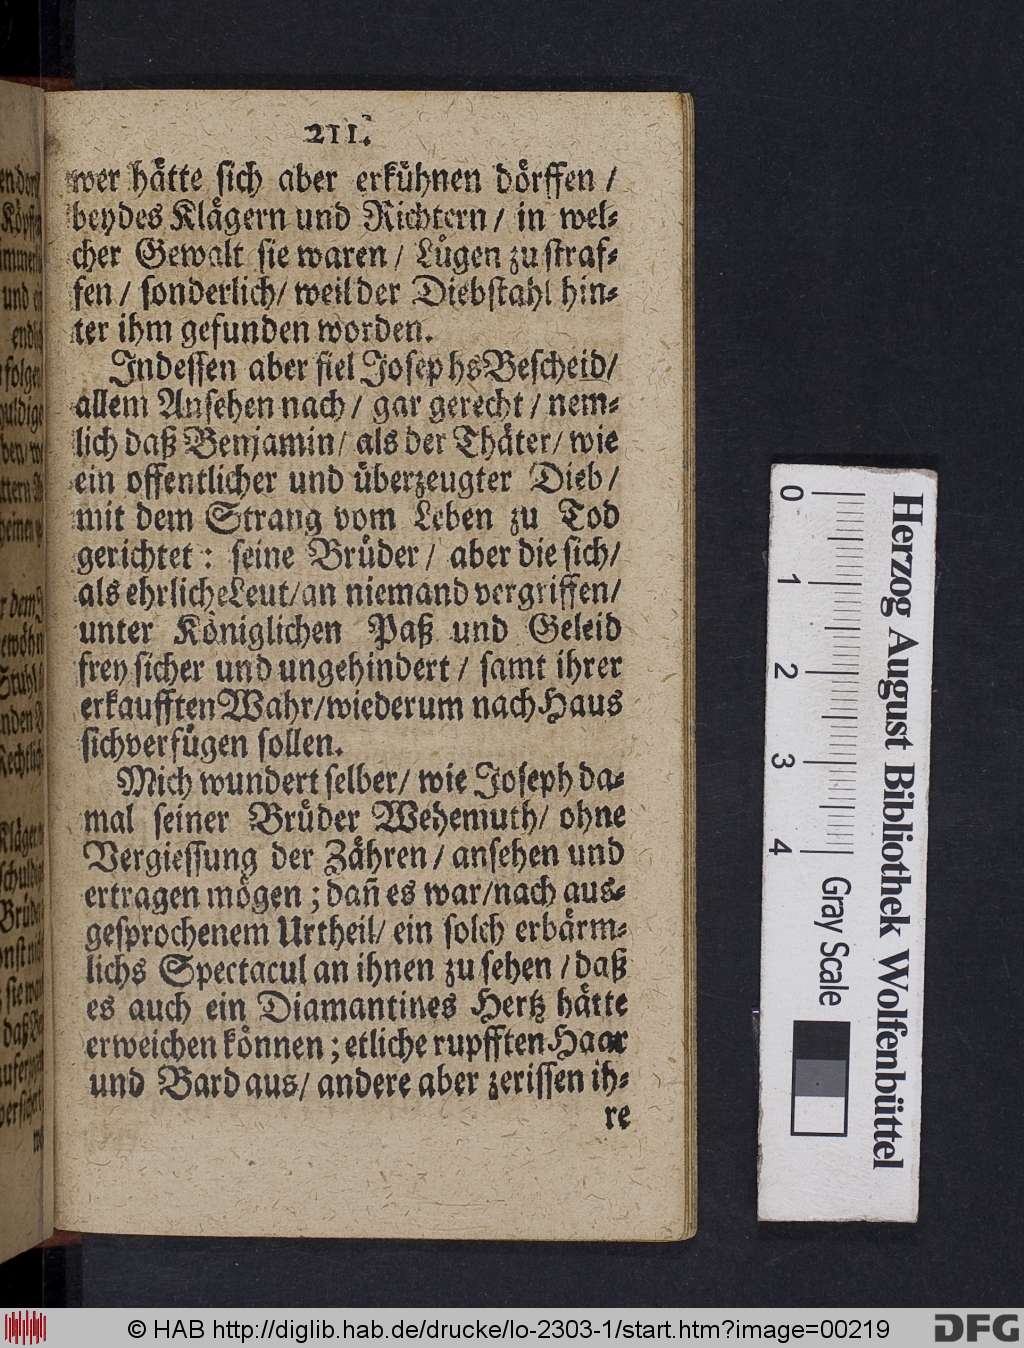 211.
wer hätte sich aber erkühnen dörffen /
beydes Klägern und Richtern / in wel-
cher Gewalt sie waren / Lügen zu straf-
fen / sonderlich / weil der Diebstahl hin-
ter ihm gefunden worden.
Indessen aber fiel Josephs Bescheid /
allem Ansehen nach / gar gerecht / nem-
lich daß Benjamin / als der Thäter / wie
ein offentlicher und überzeugter Dieb /
mit dem Strang vom Leben zu Tod
gerichtet : seine Brüder / aber die sich /
als ehrliche Leut / an niemand vergriffen /
unter Königlichen Paß und Geleid
frey sicher und ungehindert / samt ihrer
erkaufften Wahr / wiederum nach Haus
sich verfügen sollen.
Mich wundert selber / wie Joseph da-
mal seiner Brüder Wehemuth / ohne
Vergiessung der Zähren / ansehen und
ertragen mögen ; dañ es war / nach aus-
gesprochenem Urtheil / ein solch erbärm-
lichs Spectacul an ihnen zu sehen / daß
es auch ein Diamantines Hertz hätte
erweichen können ; etliche rupfften Haar
und Bard aus / andere aber zerissen ih-
re
Herzog August Bibliothek Wolfenbüttel
0 1 2 3 4
Gray Scale
© HAB http://diglib.hab.de/drucke/lo-2303-1/start.htm?image=00219
DFG